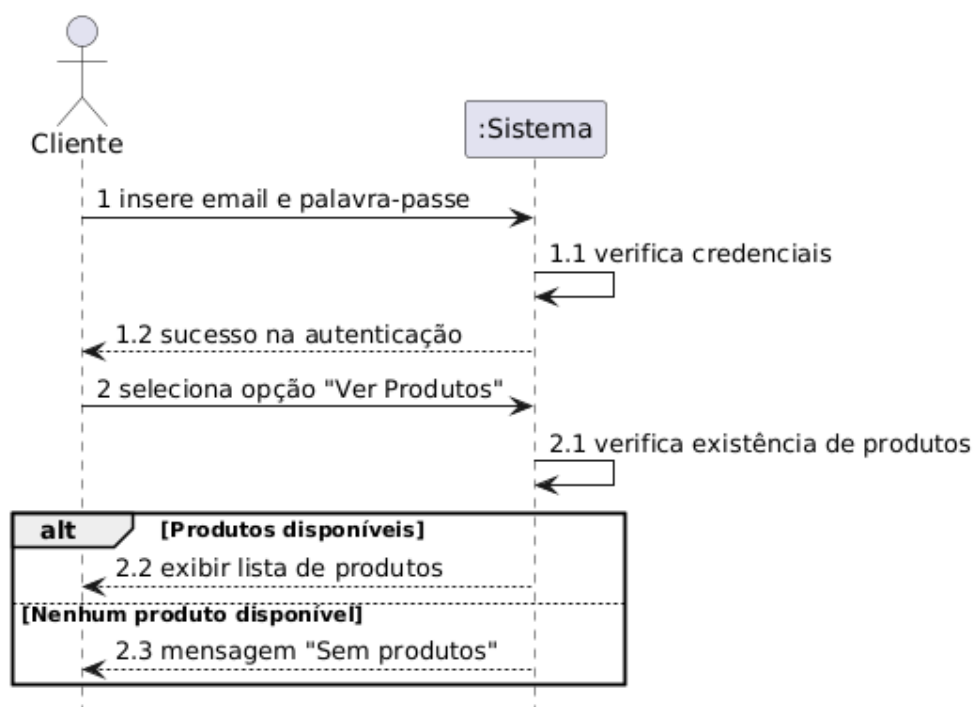 Cliente
:Sistema
1 insere email e palavra-passe
1.1 verifica credenciais
1.2 sucesso na autenticação
2 seleciona opção "Ver Produtos"
2.1 verifica existência de produtos
alt [Produtos disponíveis]
2.2 exibir lista de produtos
[Nenhum produto disponível]
2.3 mensagem "Sem produtos"